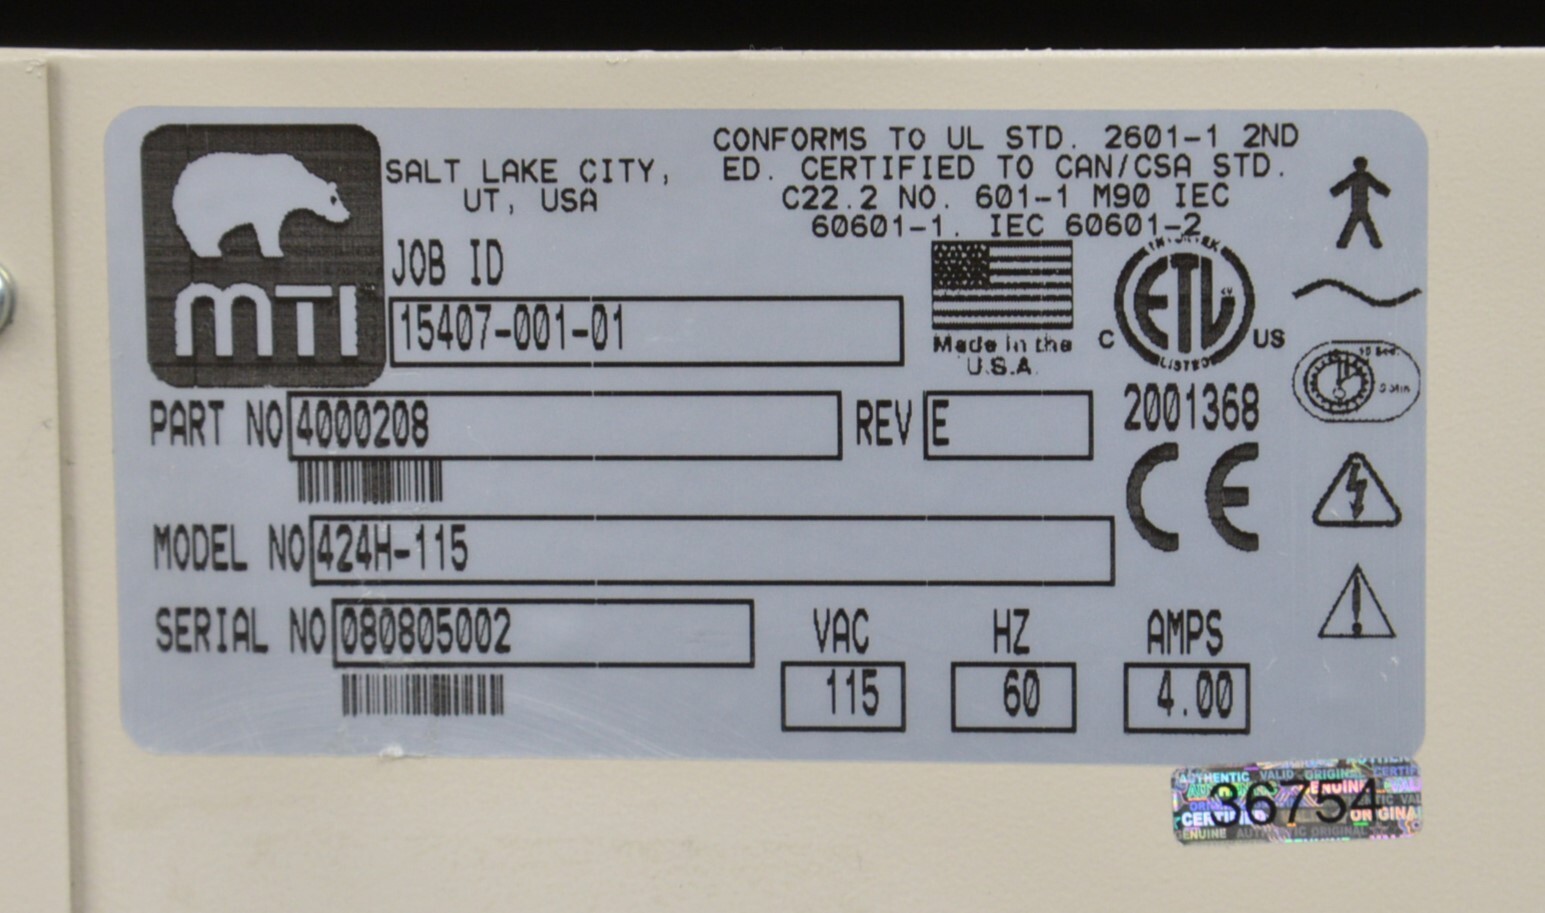 mTI
SALT LAKE CITY,
UT, USA
CONFORMS TO UL STD. 2601-1 2ND
ED. CERTIFIED TO CAN/CSA STD.
C22.2 NO. 601-1 M90 IEC
60601-1. IEC 60601-2
JOB ID
15407-001-01
Made in the
U.S.A.
ETL
C US
LISTED
2001368
CE
PART NO 4000208
REV E
MODEL NO 424H-115
SERIAL NO 080805002
VAC HZ AMPS
115 60 4.00
AUTHENTIC VALID ORIGIN
GENUIN
36754
GENUINE ORIGINAL